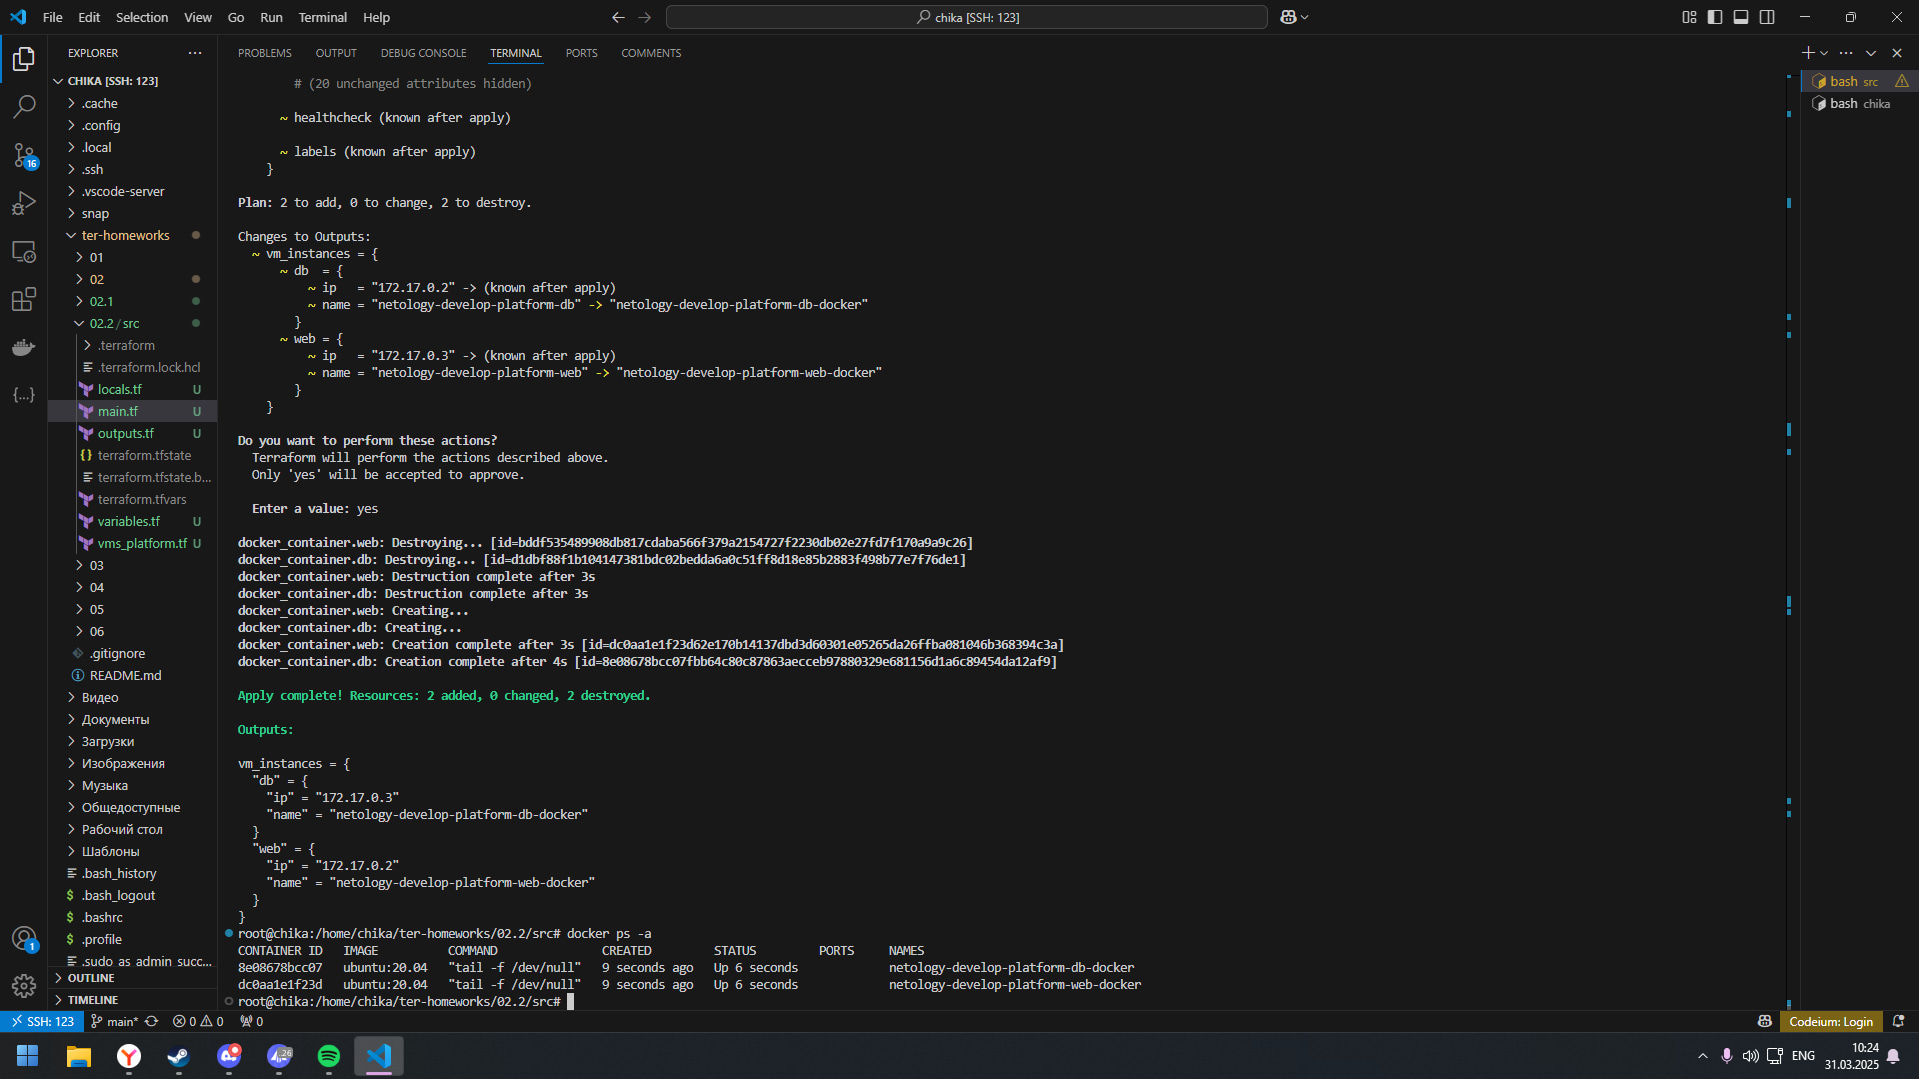 File Edit Selection View Go Run Terminal Help
chika [SSH: 123]
EXPLORER
PROBLEMS OUTPUT DEBUG CONSOLE TERMINAL PORTS COMMENTS
CHIKA [SSH: 123]
.cache
.config
.local
.ssh
.vscode-server
snap
ter-homeworks
01
02
02.1
02.2 / src
.terraform
.terraform.lock.hcl
locals.tf U
main.tf U
outputs.tf U
terraform.tfstate
terraform.tfstate.b...
terraform.tfvars
variables.tf U
vms_platform.tf U
03
04
05
06
.gitignore
README.md
Видео
Документы
Загрузки
Изображения
Музыка
Общедоступные
Рабочий стол
Шаблоны
.bash_history
.bash_logout
.bashrc
.profile
.sudo_as_admin_succ...
OUTLINE
TIMELINE
16
1
# (20 unchanged attributes hidden)
~ healthcheck (known after apply)
~ labels (known after apply)
}
Plan: 2 to add, 0 to change, 2 to destroy.
Changes to Outputs:
~ vm_instances = {
~ db  = {
~ ip   = "172.17.0.2" -> (known after apply)
~ name = "netology-develop-platform-db" -> "netology-develop-platform-db-docker"
}
~ web = {
~ ip   = "172.17.0.3" -> (known after apply)
~ name = "netology-develop-platform-web" -> "netology-develop-platform-web-docker"
}
}
Do you want to perform these actions?
Terraform will perform the actions described above.
Only 'yes' will be accepted to approve.
Enter a value: yes
docker_container.web: Destroying... [id=bddf535489908db817cdaba566f379a2154727f2230db02e27fd7f170a9a9c26]
docker_container.db: Destroying... [id=d1dbf88f1b104147381bdc02bedda6a0c51ff8d18e85b2883f498b77e7f76de1]
docker_container.web: Destruction complete after 3s
docker_container.db: Destruction complete after 3s
docker_container.web: Creating...
docker_container.db: Creating...
docker_container.web: Creation complete after 3s [id=dc0aa1e1f23d62e170b14137dbd3d60301e05265da26ffba081046b368394c3a]
docker_container.db: Creation complete after 4s [id=8e08678bcc07fbb64c80c87863aecceb97880329e681156d1a6c89454da12af9]
Apply complete! Resources: 2 added, 0 changed, 2 destroyed.
Outputs:
vm_instances = {
"db" = {
"ip" = "172.17.0.3"
"name" = "netology-develop-platform-db-docker"
}
"web" = {
"ip" = "172.17.0.2"
"name" = "netology-develop-platform-web-docker"
}
}
root@chika:/home/chika/ter-homeworks/02.2/src# docker ps -a
CONTAINER ID   IMAGE          COMMAND               CREATED         STATUS         PORTS     NAMES
8e08678bcc07   ubuntu:20.04   "tail -f /dev/null"   9 seconds ago   Up 6 seconds             netology-develop-platform-db-docker
dc0aa1e1f23d   ubuntu:20.04   "tail -f /dev/null"   9 seconds ago   Up 6 seconds             netology-develop-platform-web-docker
root@chika:/home/chika/ter-homeworks/02.2/src#
bash src
bash chika
SSH: 123 main* 0 0 0
Codeium: Login
26
ENG
10:24
31.03.2025